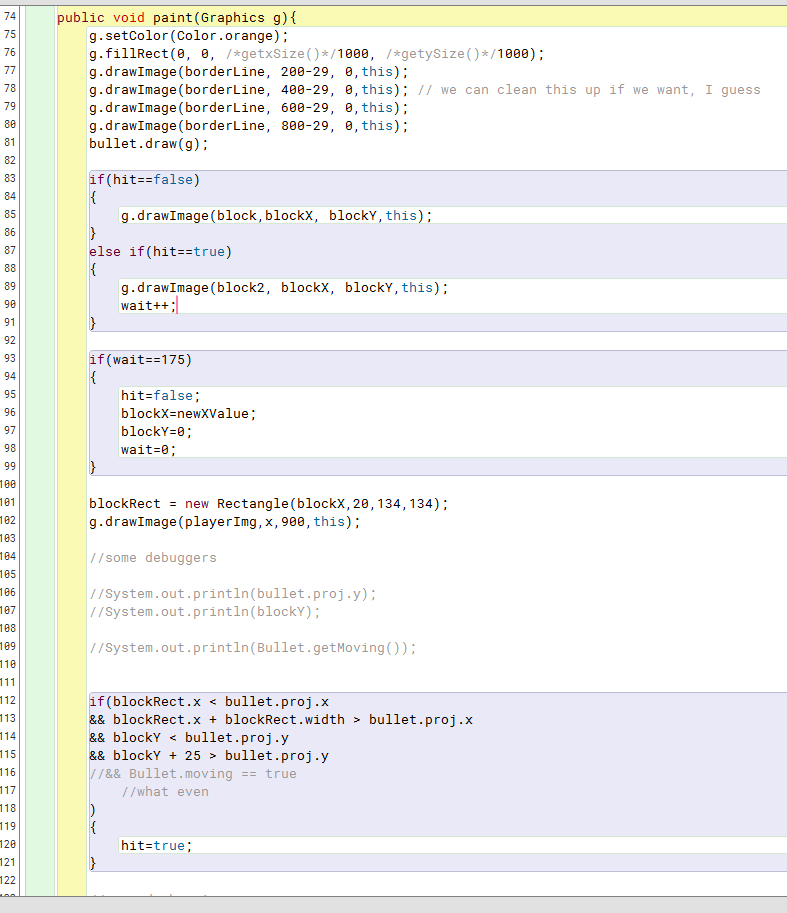 74 public void paint(Graphics g){
75 g.setColor(Color.orange);
76 g.fillRect(0, 0, /*getxSize()*/1000, /*getySize()*/1000);
77 g.drawImage(borderLine, 200-29, 0,this);
78 g.drawImage(borderLine, 400-29, 0,this); // we can clean this up if we want, I guess
79 g.drawImage(borderLine, 600-29, 0,this);
80 g.drawImage(borderLine, 800-29, 0,this);
81 bullet.draw(g);
82
83 if(hit==false)
84 {
85 g.drawImage(block,blockX, blockY,this);
86 }
87 else if(hit==true)
88 {
89 g.drawImage(block2, blockX, blockY,this);
90 wait++;
91 }
92
93 if(wait==175)
94 {
95 hit=false;
96 blockX=newXValue;
97 blockY=0;
98 wait=0;
99 }
100
101 blockRect = new Rectangle(blockX,20,134,134);
102 g.drawImage(playerImg,x,900,this);
103
104 //some debuggers
105
106 //System.out.println(bullet.proj.y);
107 //System.out.println(blockY);
108
109 //System.out.println(Bullet.getMoving());
110
111
112 if(blockRect.x < bullet.proj.x
113 && blockRect.x + blockRect.width > bullet.proj.x
114 && blockY < bullet.proj.y
115 && blockY + 25 > bullet.proj.y
116 //&& Bullet.moving == true
117 //what even
118 )
119 {
120 hit=true;
121 }
122